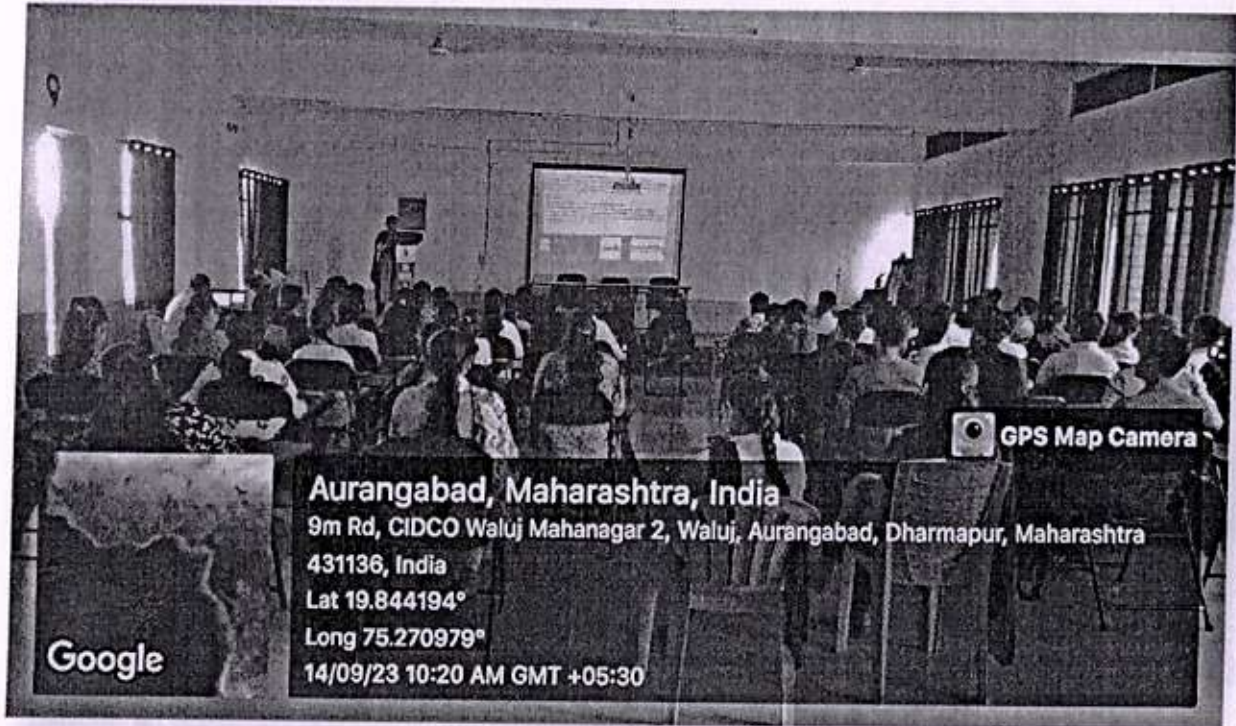 GPS Map Camera
Aurangabad, Maharashtra, India
9m Rd, CIDCO Waluj Mahanagar 2, Waluj, Aurangabad, Dharmapur, Maharashtra
431136, India
Lat 19.844194°
Long 75.270979°
14/09/23 10:20 AM GMT +05:30
Google